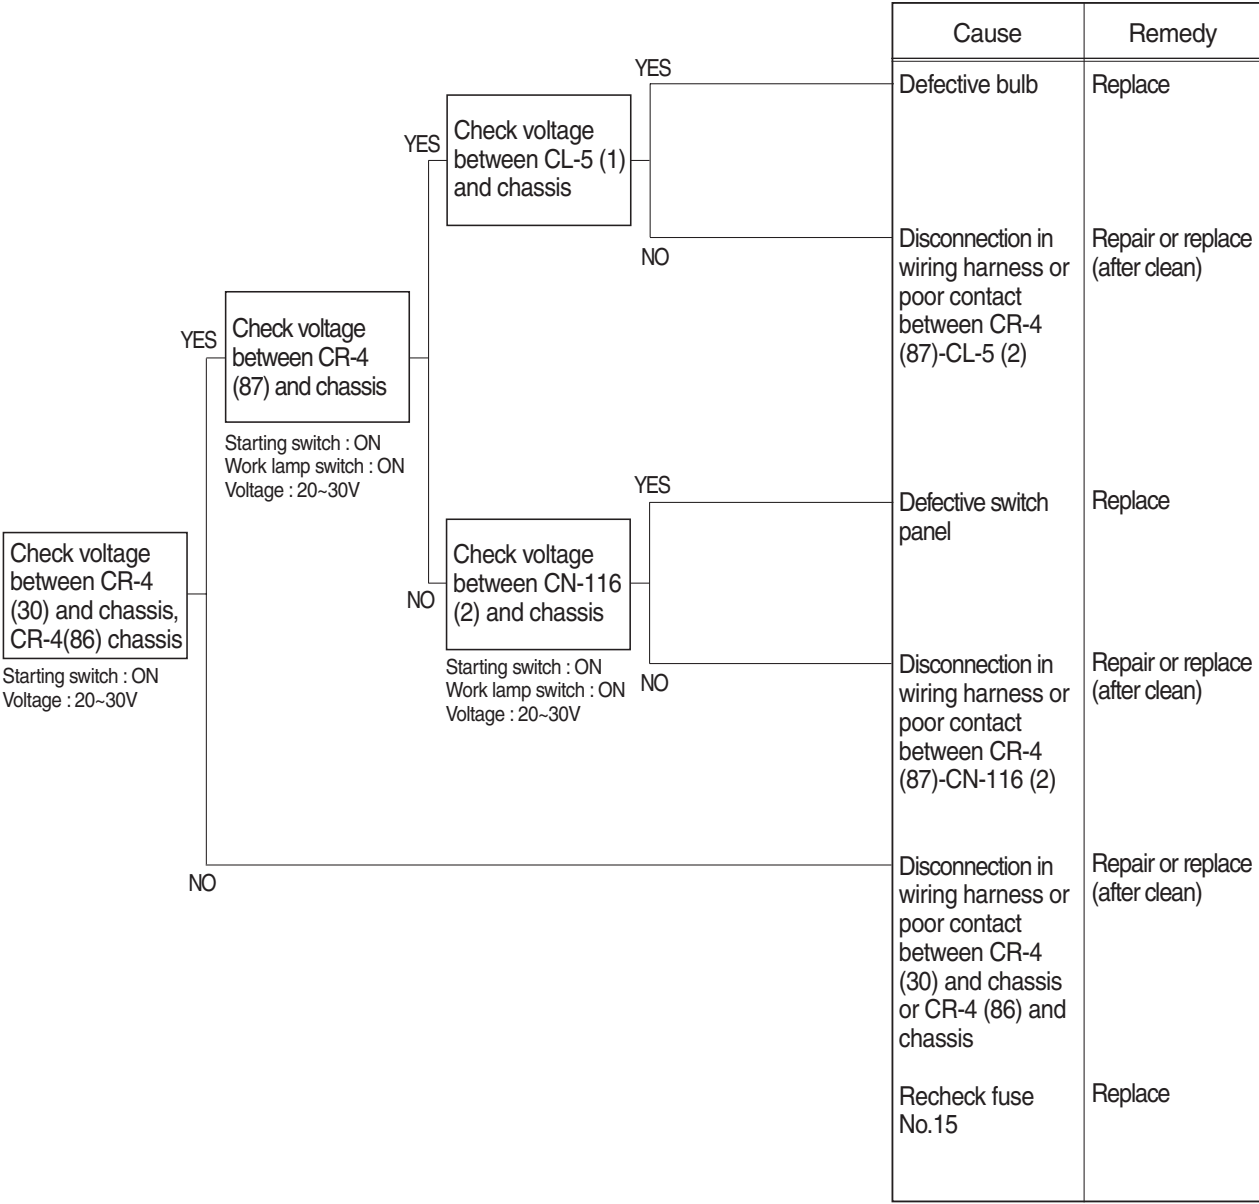 Cause
Remedy
YES
Defective bulb
Replace
YES
Check voltage
between CL-5 (1)
and chassis
NO
Disconnection in
wiring harness or
poor contact
between CR-4
(87)-CL-5 (2)
Repair or replace
(after clean)
YES
Check voltage
between CR-4
(87) and chassis
Starting switch : ON
Work lamp switch : ON
Voltage : 20~30V
YES
Defective switch
panel
Replace
Check voltage
between CR-4
(30) and chassis,
CR-4(86) chassis
Starting switch : ON
Voltage : 20~30V
NO
Check voltage
between CN-116
(2) and chassis
Starting switch : ON
Work lamp switch : ON
Voltage : 20~30V
NO
Disconnection in
wiring harness or
poor contact
between CR-4
(87)-CN-116 (2)
Repair or replace
(after clean)
NO
Disconnection in
wiring harness or
poor contact
between CR-4
(30) and chassis
or CR-4 (86) and
chassis
Repair or replace
(after clean)
Recheck fuse
No.15
Replace